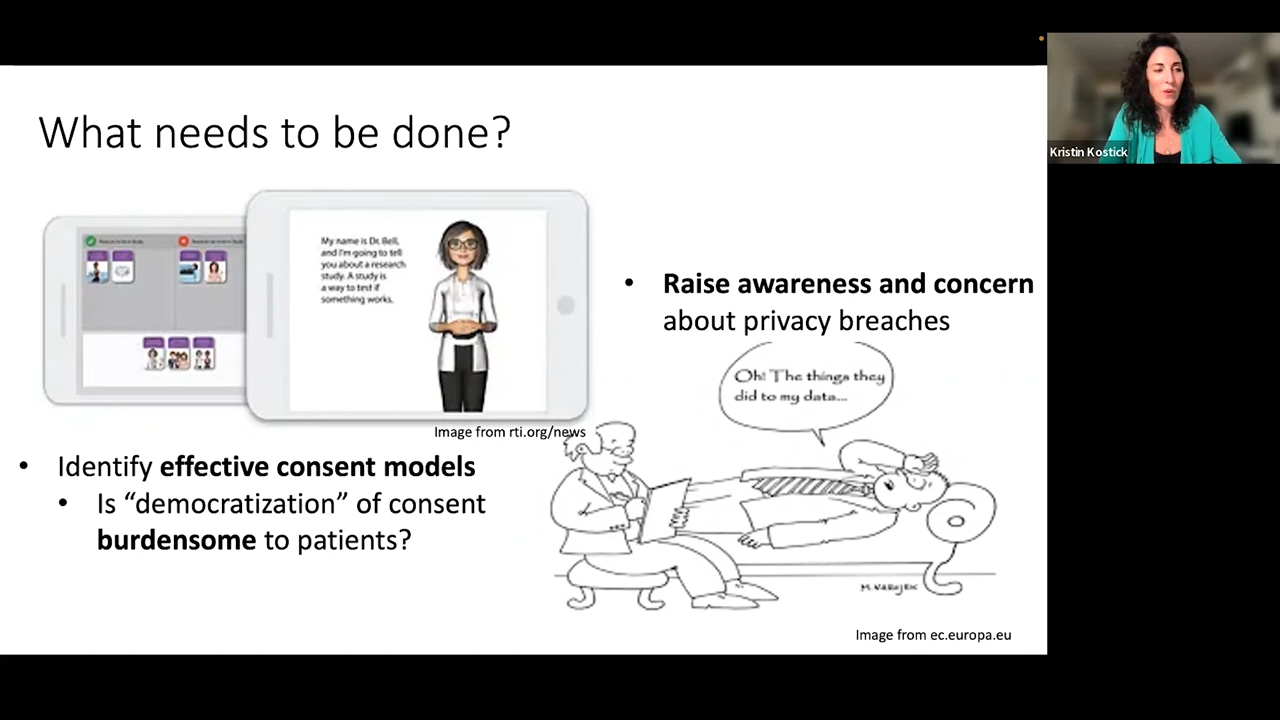 What needs to be done?
Kristin Kostick
My name is Dr. Bell,
and I'm going to tell
you about a research
study. A study is
a way to test if
something works.
Image from rti.org/news
• Identify effective consent models
• Is “democratization” of consent
burdensome to patients?
• Raise awareness and concern
about privacy breaches
Oh! The things they
did to my data...
Image from ec.europa.eu